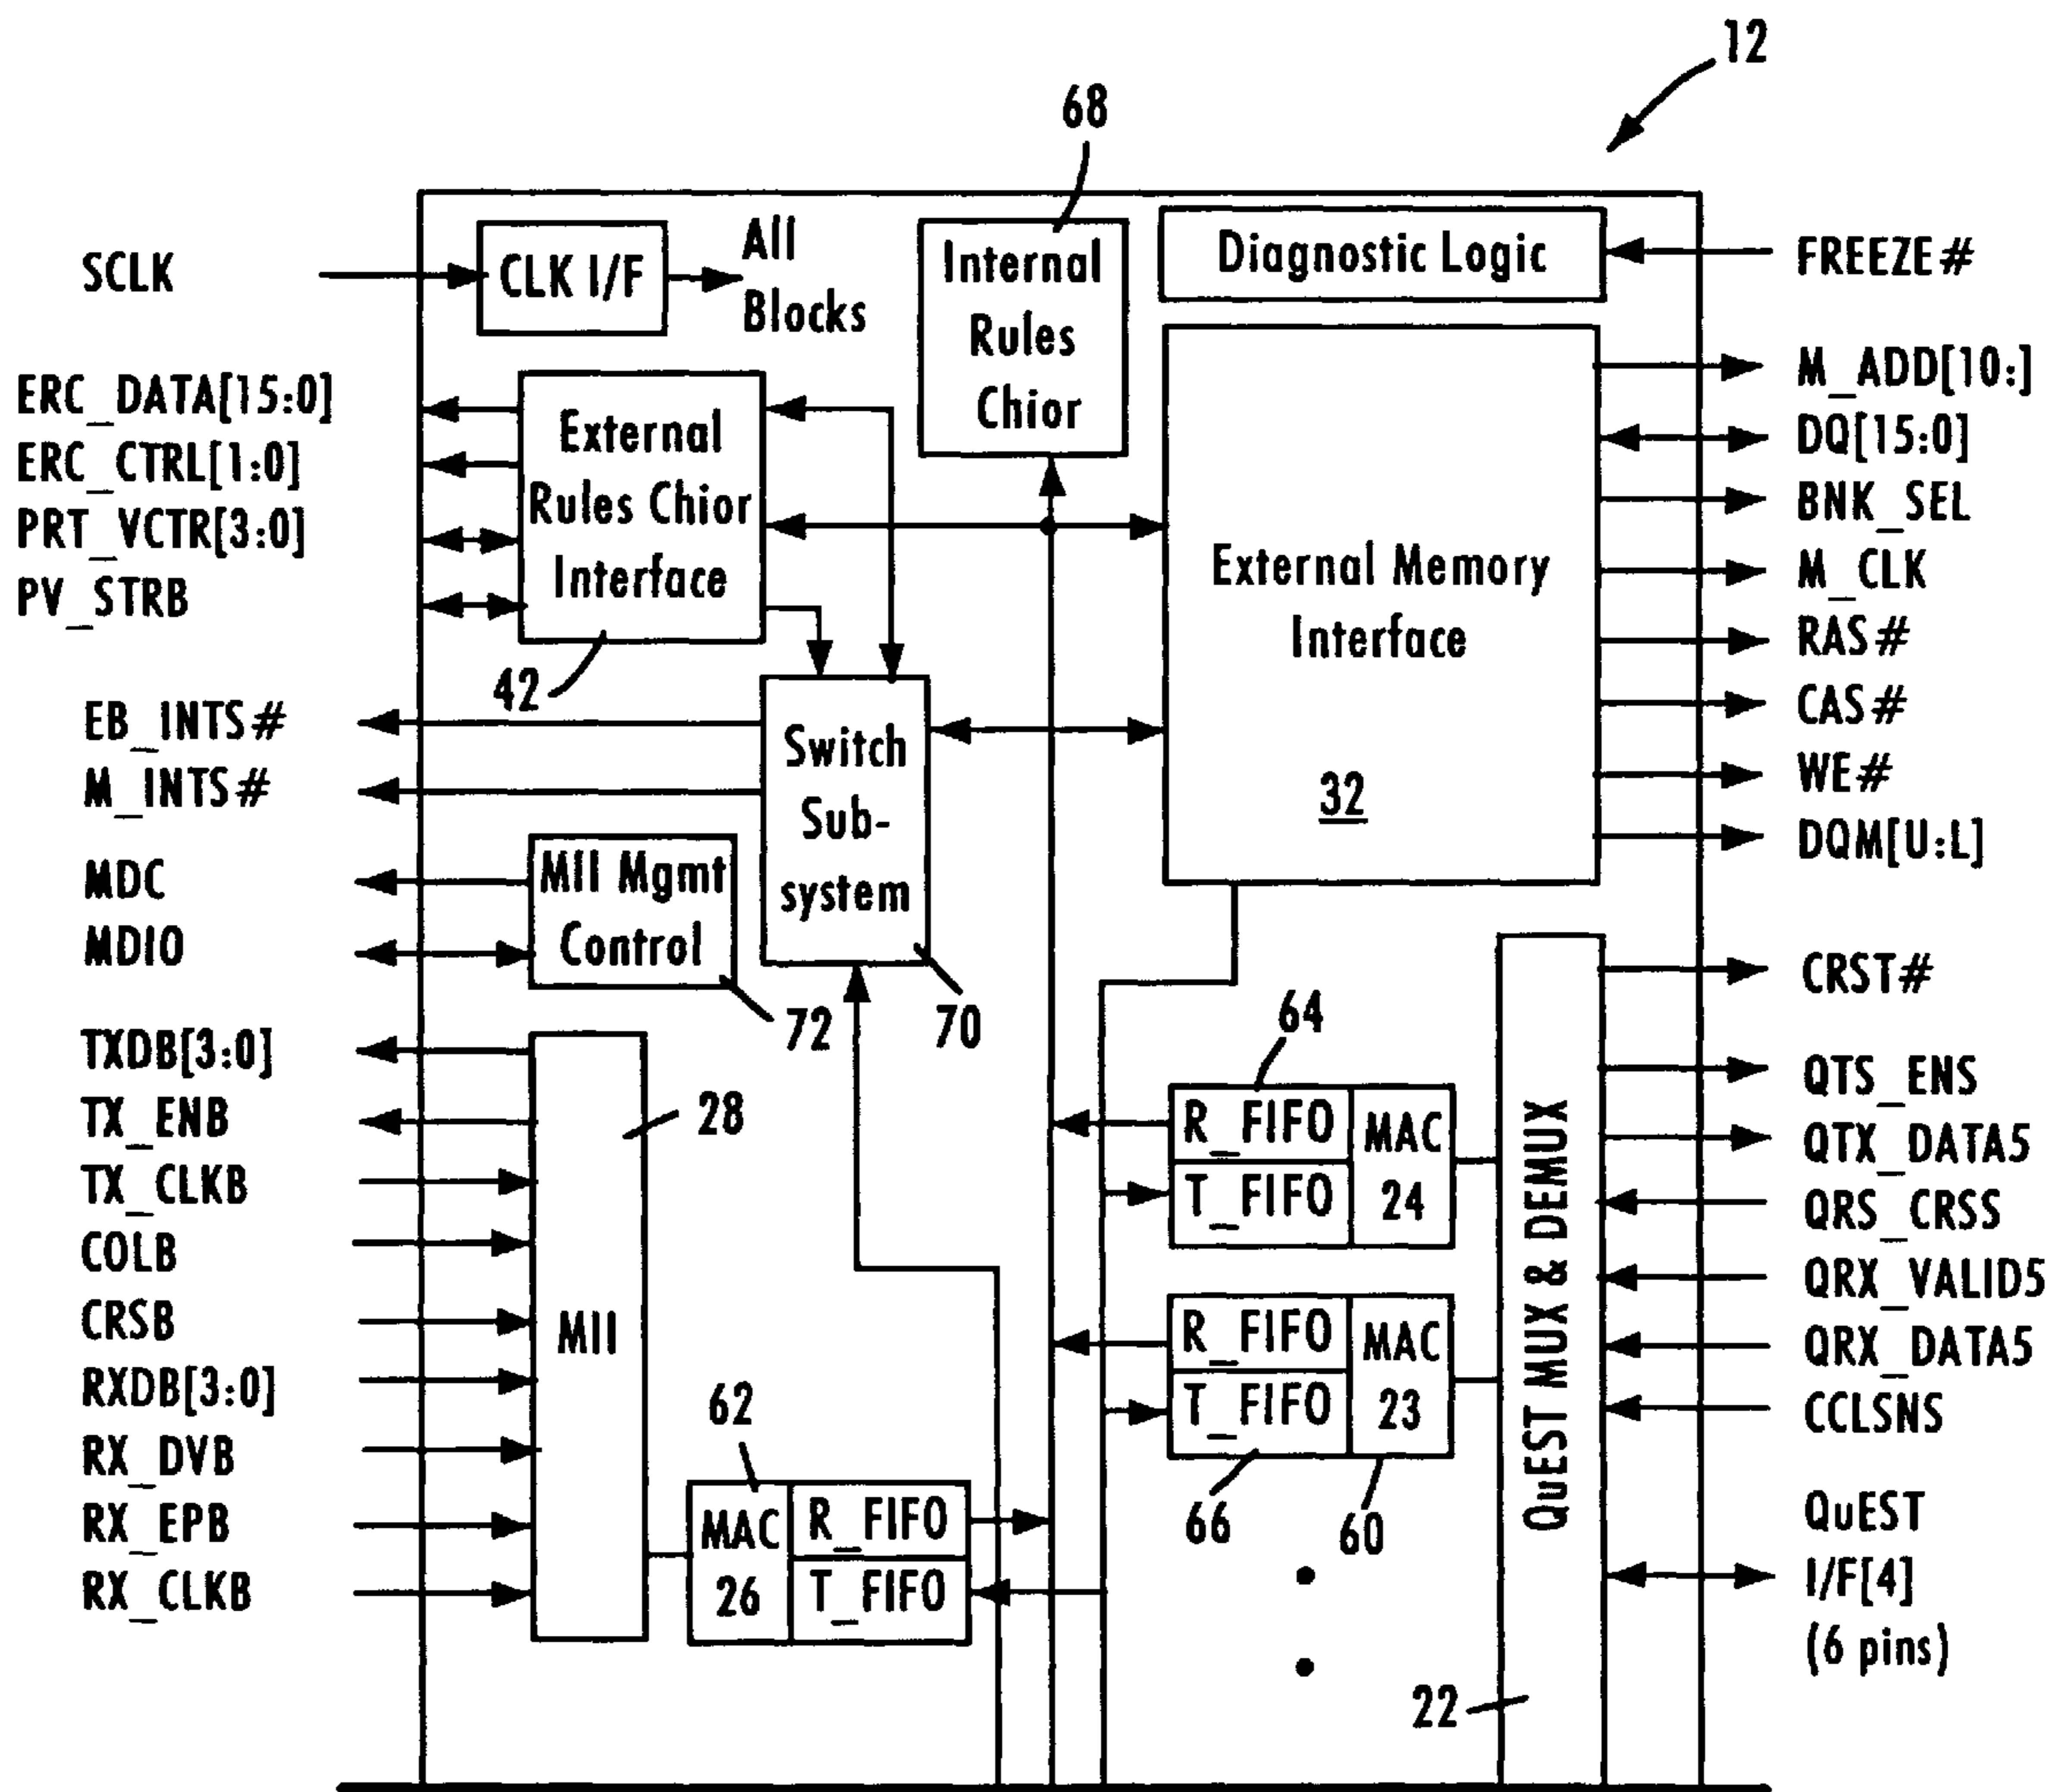 12
68
SCLK
CLK I/F
All
Blocks
Internal
Rules
Chior
Diagnostic Logic
FREEZE#
ERC_DATA[15:0]
ERC_CTRL[1:0]
PRT_VCTR[3:0]
PV_STRB
External
Rules Chior
Interface
42
External Memory
Interface
32
M_ADD[10:]
DQ[15:0]
BNK_SEL
M_CLK
RAS#
CAS#
WE#
DQM[U:L]
EB_INTS#
M_INTS#
Switch
Sub-
system
70
MDC
MDIO
MII Mgmt
Control
72
TXDB[3:0]
TX_ENB
TX_CLKB
COLB
CRSB
RXDB[3:0]
RX_DVB
RX_EPB
RX_CLKB
MII
28
62
MAC
26
R_FIFO
T_FIFO
64
R_FIFO
T_FIFO
MAC
24
R_FIFO
T_FIFO
MAC
23
66
60
QuEST MUX & DEMUX
22
CRST#
QTS_ENS
QTX_DATA5
QRS_CRSS
QRX_VALID5
QRX_DATA5
CCLSNS
QuEST
I/F[4]
(6 pins)